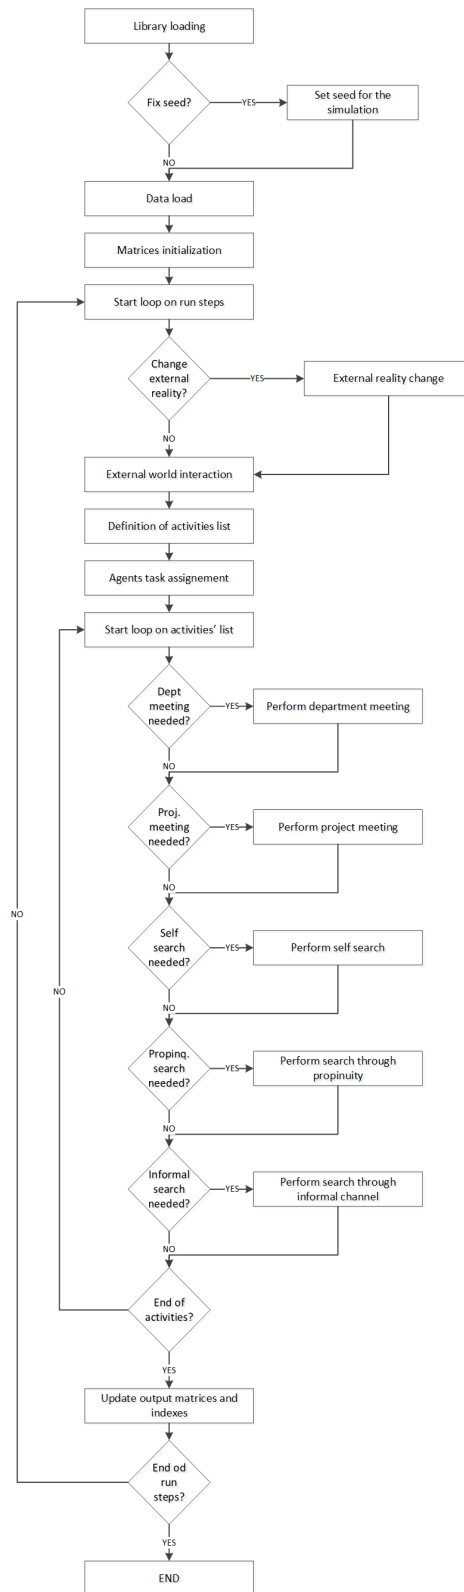 Library loading
Fix seed?
YES
Set seed for the
simulation
NO
Data load
Matrices initialization
Start loop on run steps
Change
external
reality?
YES
External reality change
NO
External world interaction
Definition of activities list
Agents task assignement
Start loop on activities' list
Dept
meeting
needed?
YES
Perform department meeting
NO
Proj.
meeting
needed?
YES
Perform project meeting
NO
NO
Self
search
needed?
YES
Perform self search
NO
NO
Propinq.
search
needed?
YES
Perform search through
propinuity
NO
Informal
search
needed?
YES
Perform search through
informal channel
NO
End of
activities?
YES
Update output matrices and
indexes
End od
run
steps?
YES
END